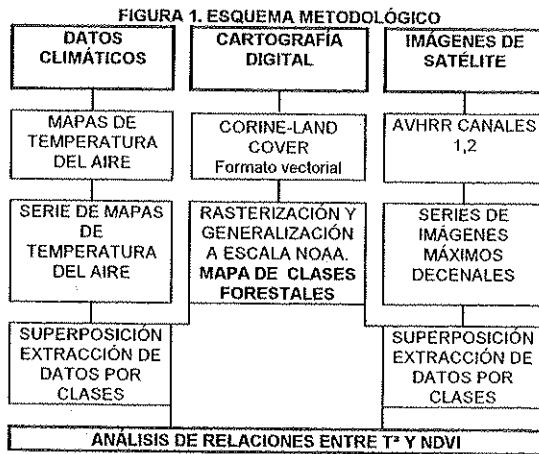 FIGURA 1. ESQUEMA METODOLÓGICO
DATOS
CLIMÁTICOS
CARTOGRAFÍA
DIGITAL
IMÁGENES DE
SATÉLITE
MAPAS DE
TEMPERATURA
DEL AIRE
CORINE-LAND
COVER
Formato vectorial
AVHRR CANALES
1,2
SERIE DE MAPAS
DE
TEMPERATURA
DEL AIRE
RASTERIZACIÓN Y
GENERALIZACIÓN
A ESCALA NOAA.
MAPA DE CLASES
FORESTALES
SERIES DE
IMÁGENES
MÁXIMOS
DECENALES
SUPERPOSICIÓN
EXTRACCIÓN DE
DATOS POR
CLASES
SUPERPOSICIÓN
EXTRACCIÓN DE
DATOS POR
CLASES
ANÁLISIS DE RELACIONES ENTRE Tª Y NDVI